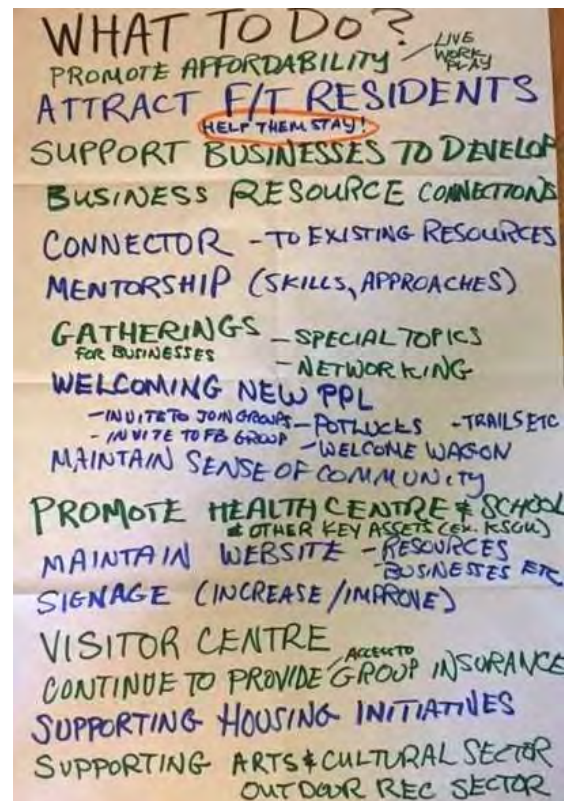 WHAT TO DO?
PROMOTE AFFORDABILITY
LIVE
WORK
PLAY
ATTRACT F/T RESIDENTS
HELP THEM STAY!
SUPPORT BUSINESSES TO DEVELOP
BUSINESS RESOURCE CONNECTIONS
CONNECTOR - TO EXISTING RESOURCES
MENTORSHIP (SKILLS, APPROACHES)
GATHERINGS - SPECIAL TOPICS
FOR BUSINESSES
- NETWORKING
WELCOMING NEW PPL
- INVITE TO JOIN GROUPS - POTLUCKS - TRAILS ETC
- INVITE TO FB GROUP - WELCOME WAGON
MAINTAIN SENSE OF COMMUNITY
PROMOTE HEALTH CENTRE & SCHOOL
& OTHER KEY ASSETS (EX.
MAINTAIN WEBSITE - RESOURCES
- BUSINESSES ETC
SIGNAGE (INCREASE / IMPROVE)
VISITOR CENTRE
ACCESS TO
CONTINUE TO PROVIDE GROUP INSURANCE
SUPPORTING HOUSING INITIATIVES
SUPPORTING ARTS & CULTURAL SECTOR
OUTDOOR REC SECTOR